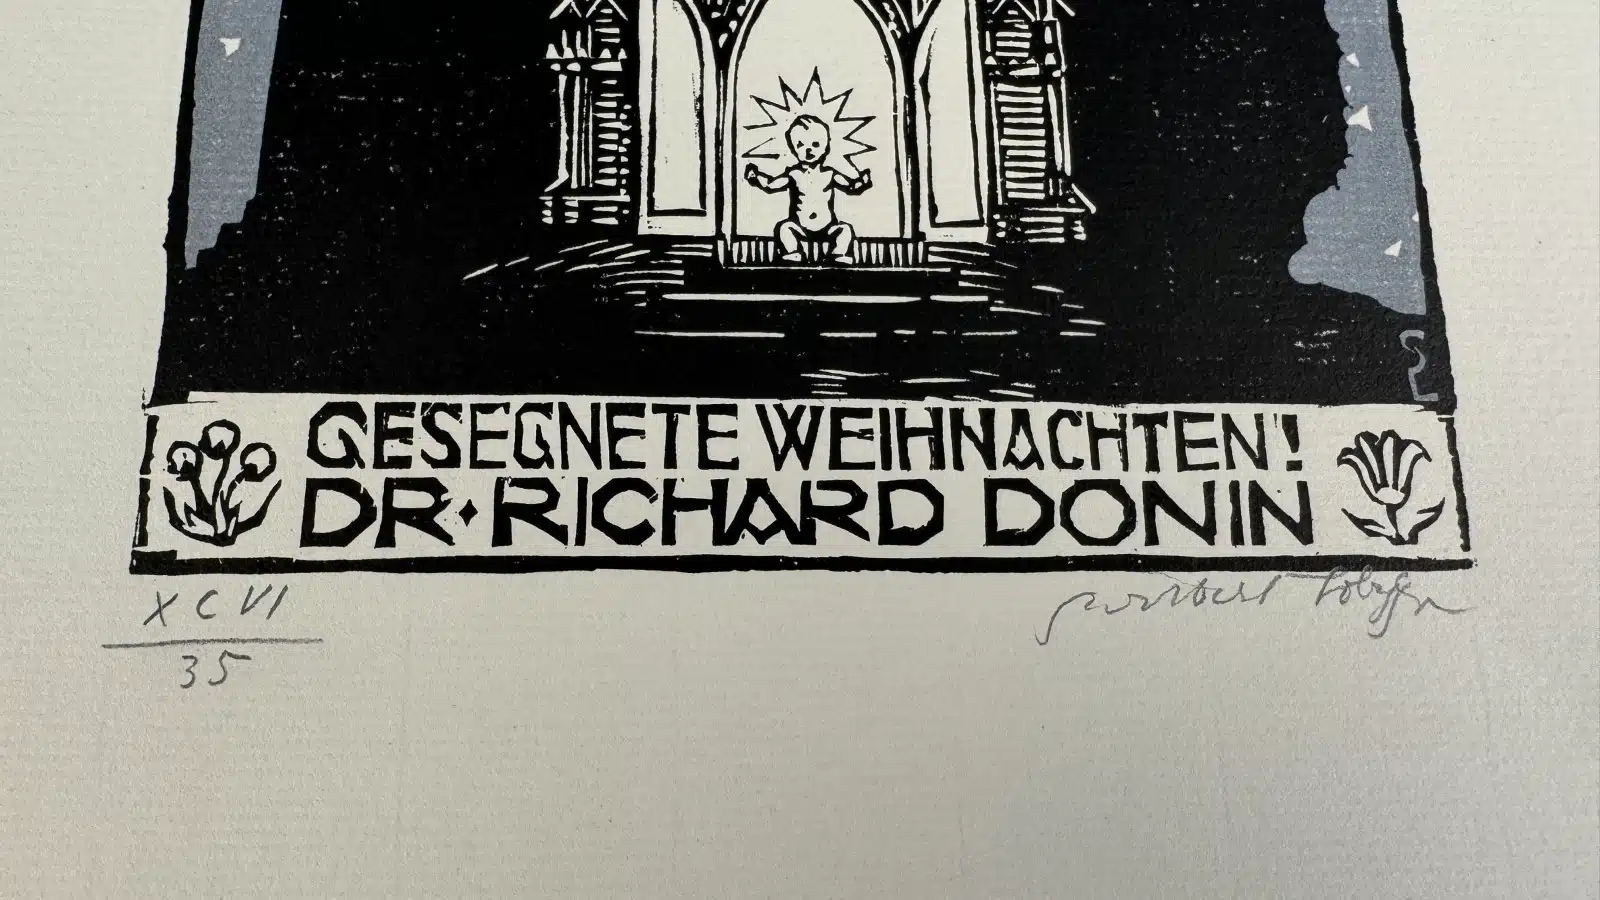 S
L
GESEGNETE WEIHNACHTEN!
DR · RICHARD DONIN
XCVI
35